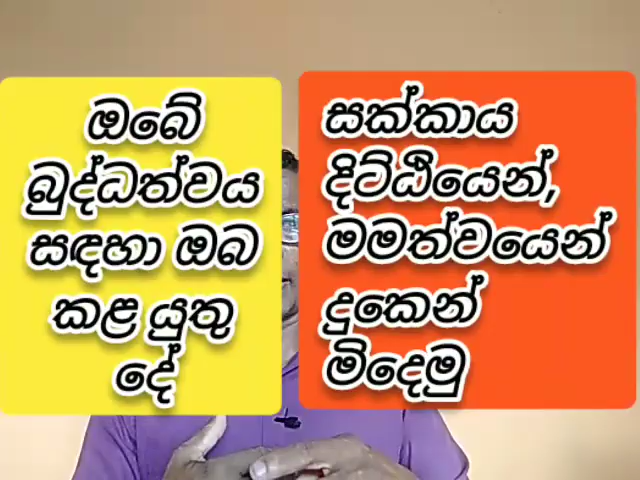 ඔබේ
බුද්ධත්වය
සඳහා ඔබ
කළ යුතු
දේ
සක්කාය
දිට්ඨියෙන්,
මමත්වයෙන්
දුකෙන්
මිදෙමු